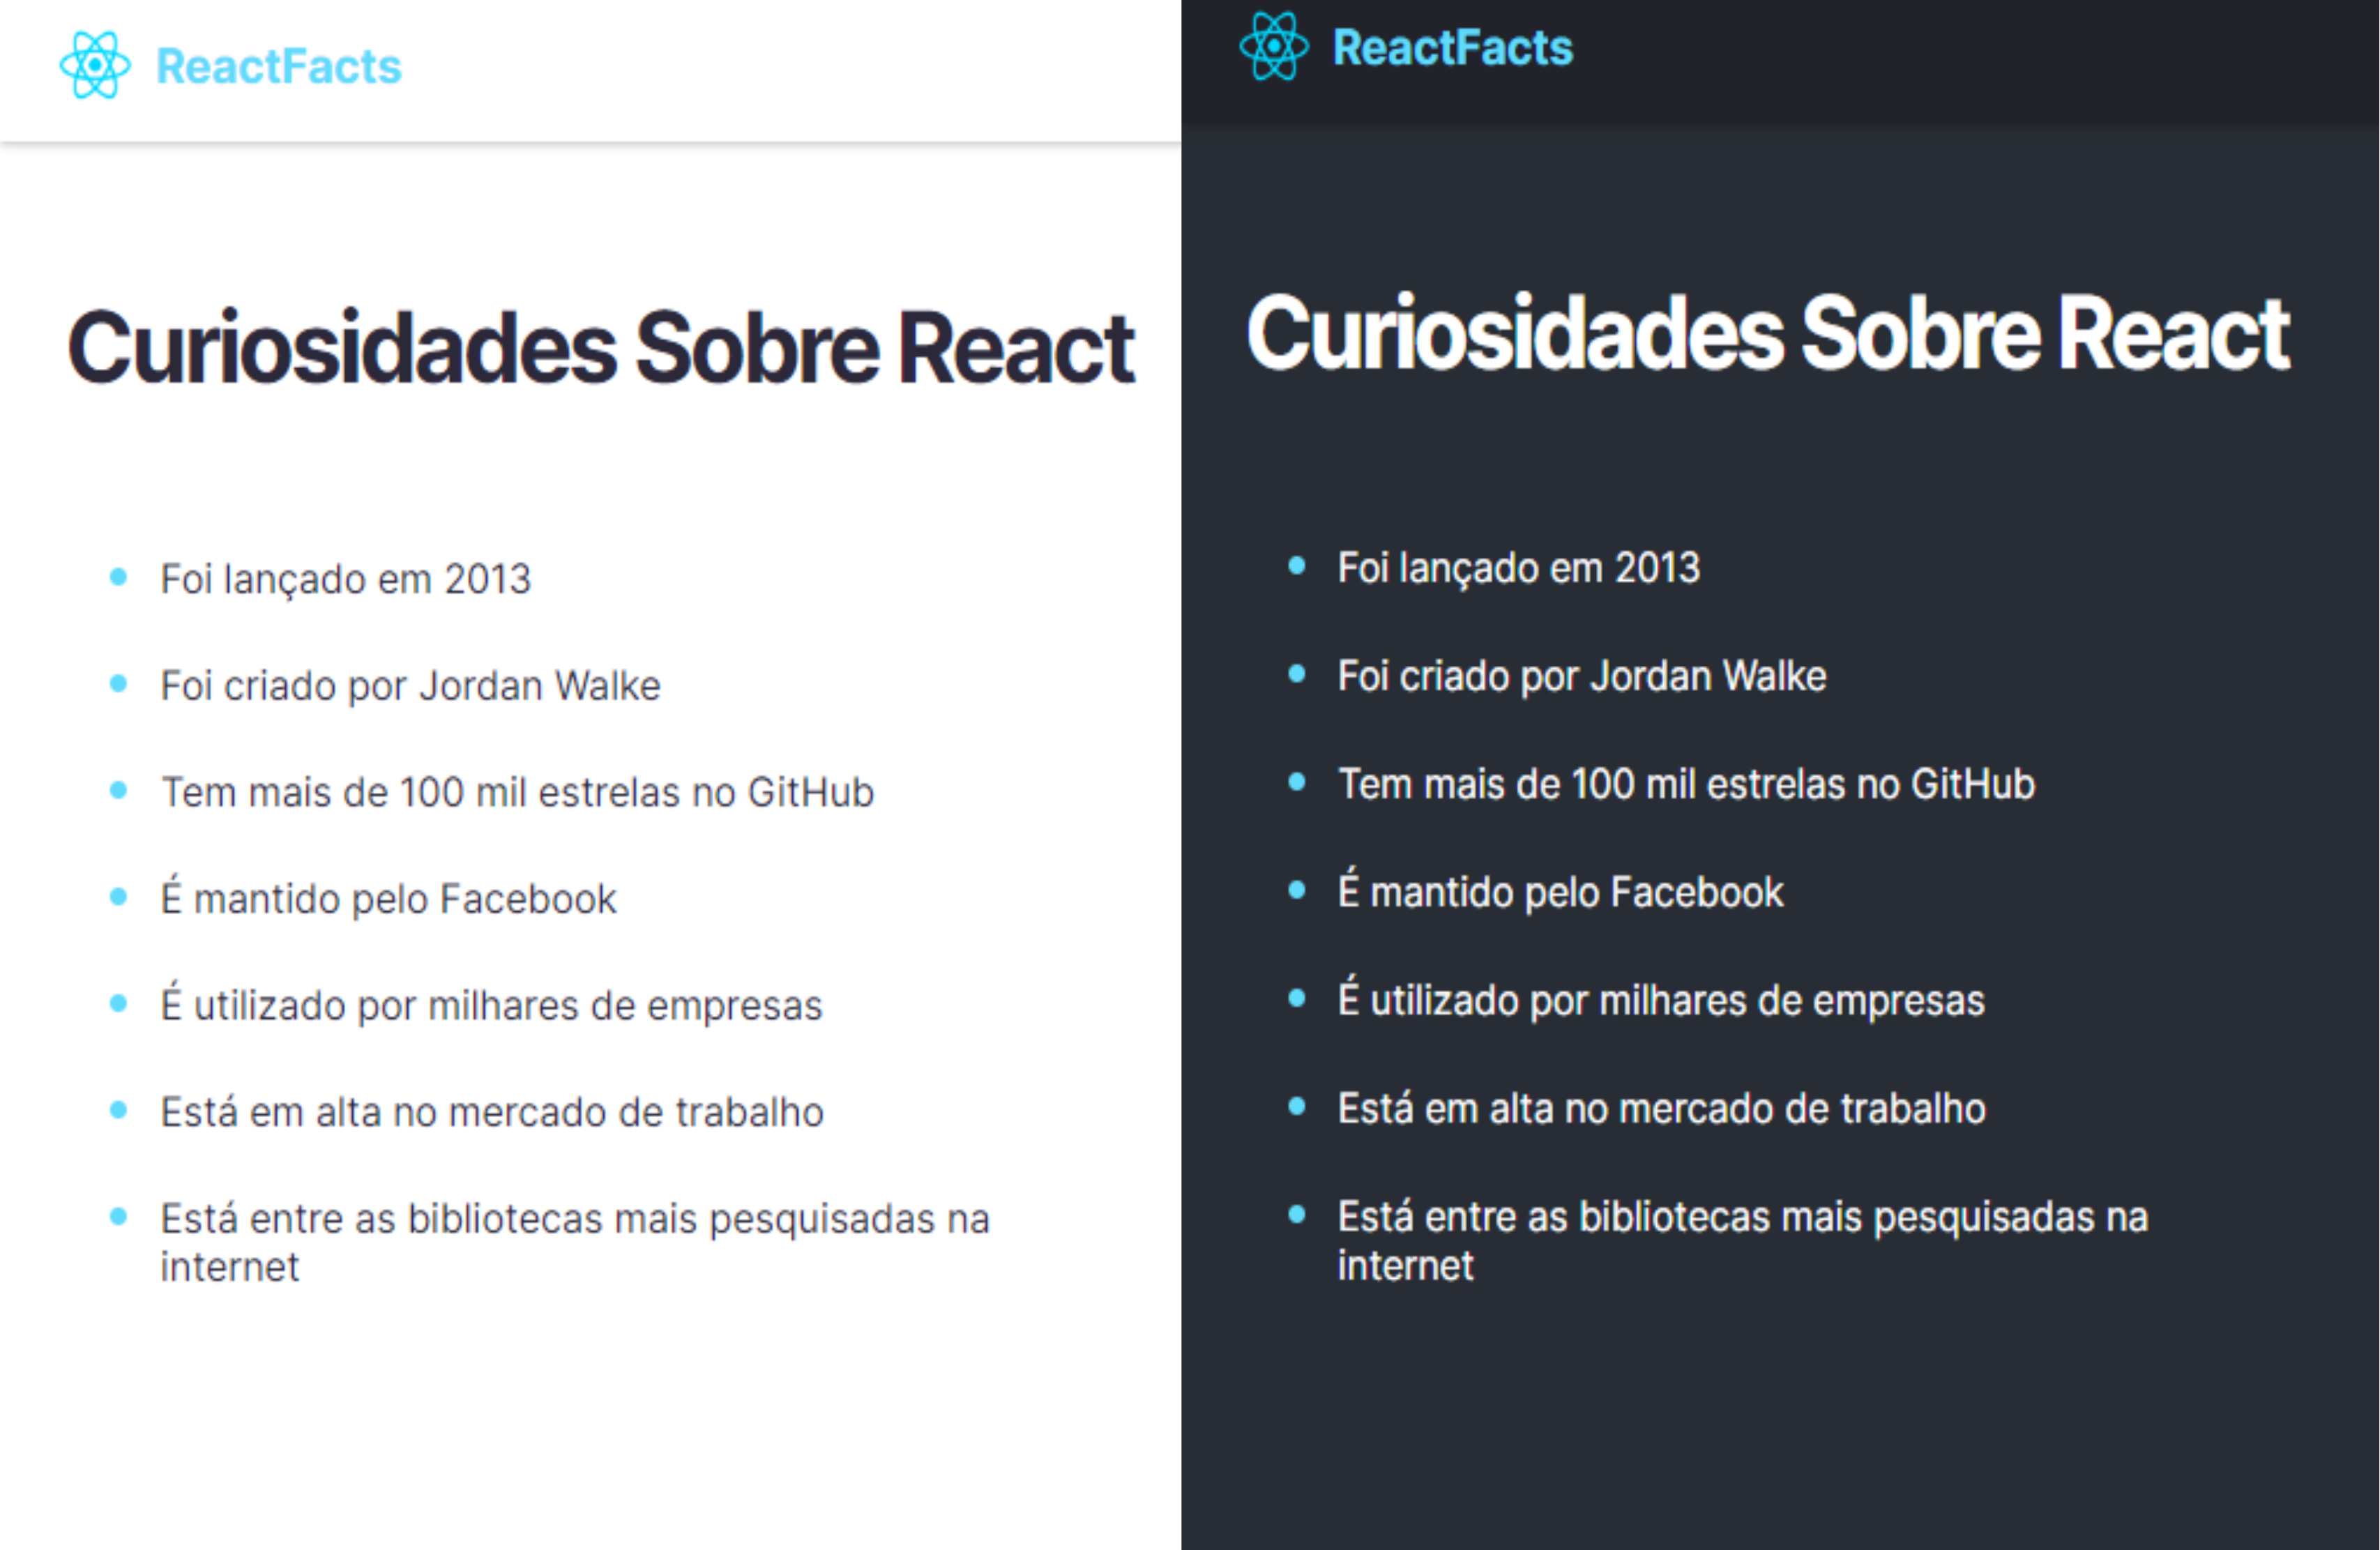 ReactFacts
Curiosidades Sobre React
Foi lançado em 2013
Foi criado por Jordan Walke
Tem mais de 100 mil estrelas no GitHub
É mantido pelo Facebook
É utilizado por milhares de empresas
Está em alta no mercado de trabalho
Está entre as bibliotecas mais pesquisadas na
internet
ReactFacts
Curiosidades Sobre React
Foi lançado em 2013
Foi criado por Jordan Walke
Tem mais de 100 mil estrelas no GitHub
É mantido pelo Facebook
É utilizado por milhares de empresas
Está em alta no mercado de trabalho
Está entre as bibliotecas mais pesquisadas na
internet